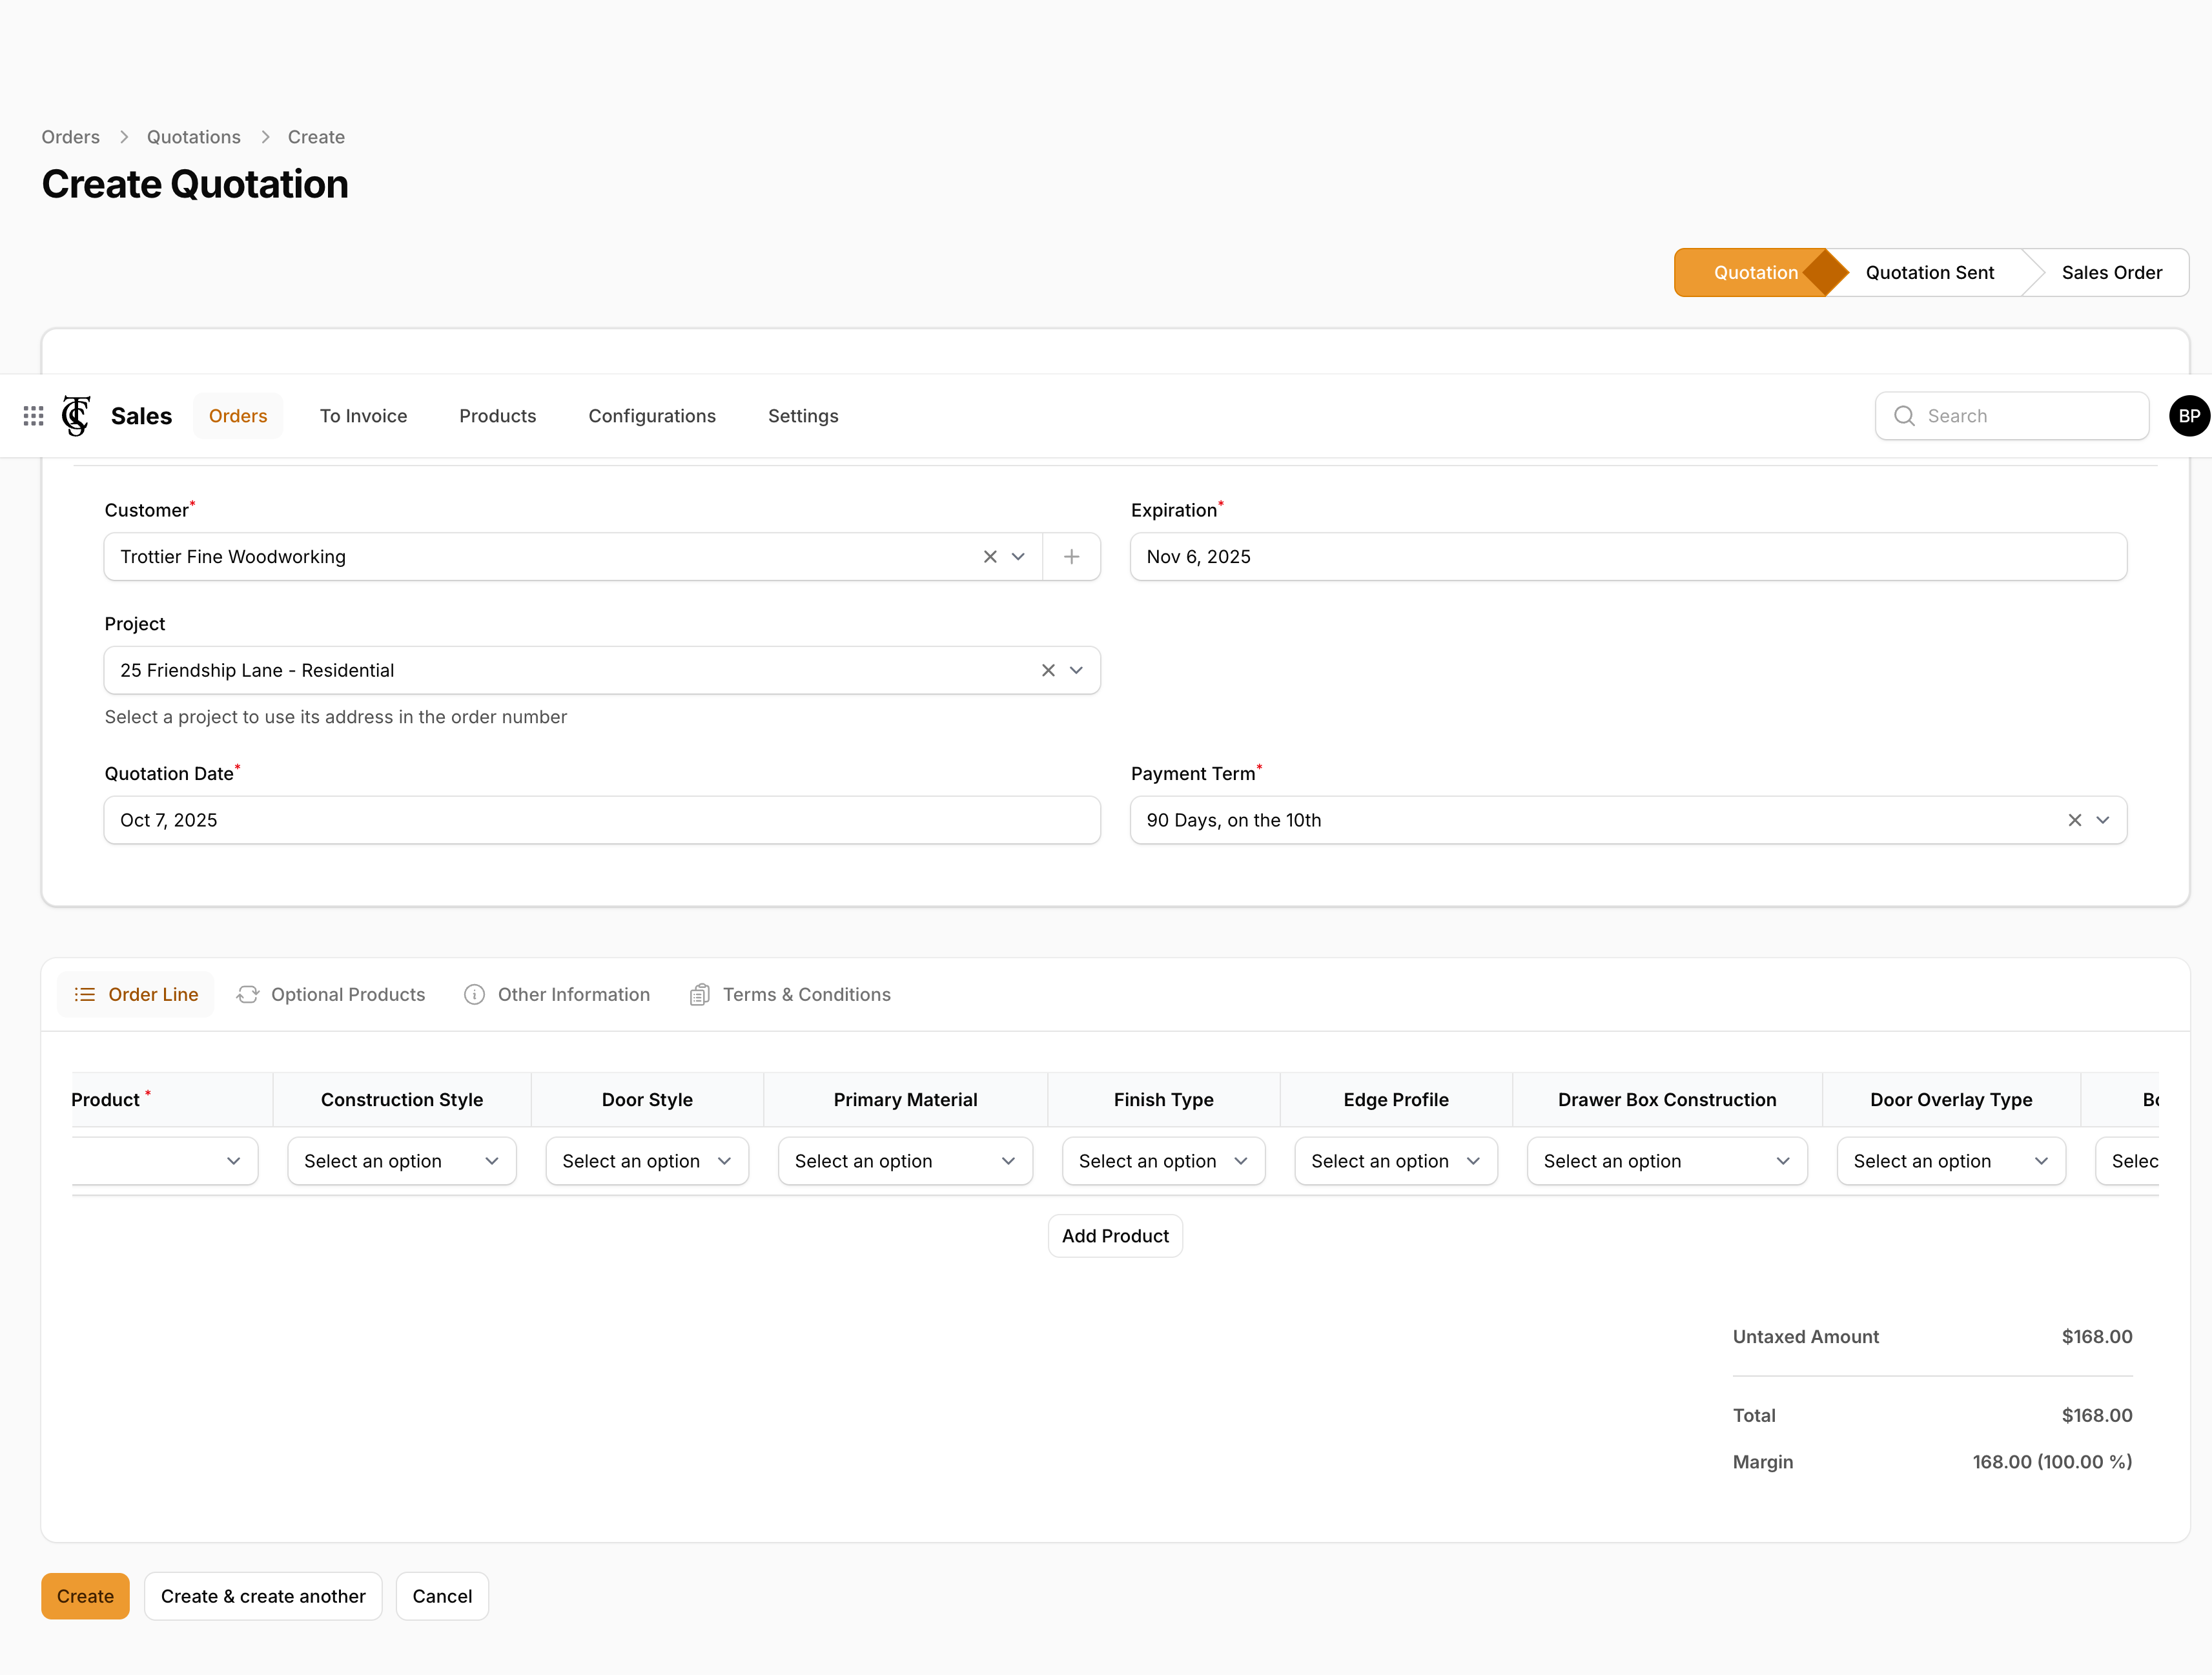 Orders > Quotations > Create
Create Quotation
Quotation Quotation Sent Sales Order
Sales Orders To Invoice Products Configurations Settings Search BP
Customer* Expiration*
Trottier Fine Woodworking Nov 6, 2025
Project
25 Friendship Lane - Residential
Select a project to use its address in the order number
Quotation Date* Payment Term*
Oct 7, 2025 90 Days, on the 10th
Order Line Optional Products Other Information Terms & Conditions
Product * Construction Style Door Style Primary Material Finish Type Edge Profile Drawer Box Construction Door Overlay Type
Select an option Select an option Select an option Select an option Select an option Select an option Select an option Selec
Add Product
Untaxed Amount $168.00
Total $168.00
Margin 168.00 (100.00 %)
Create Create & create another Cancel